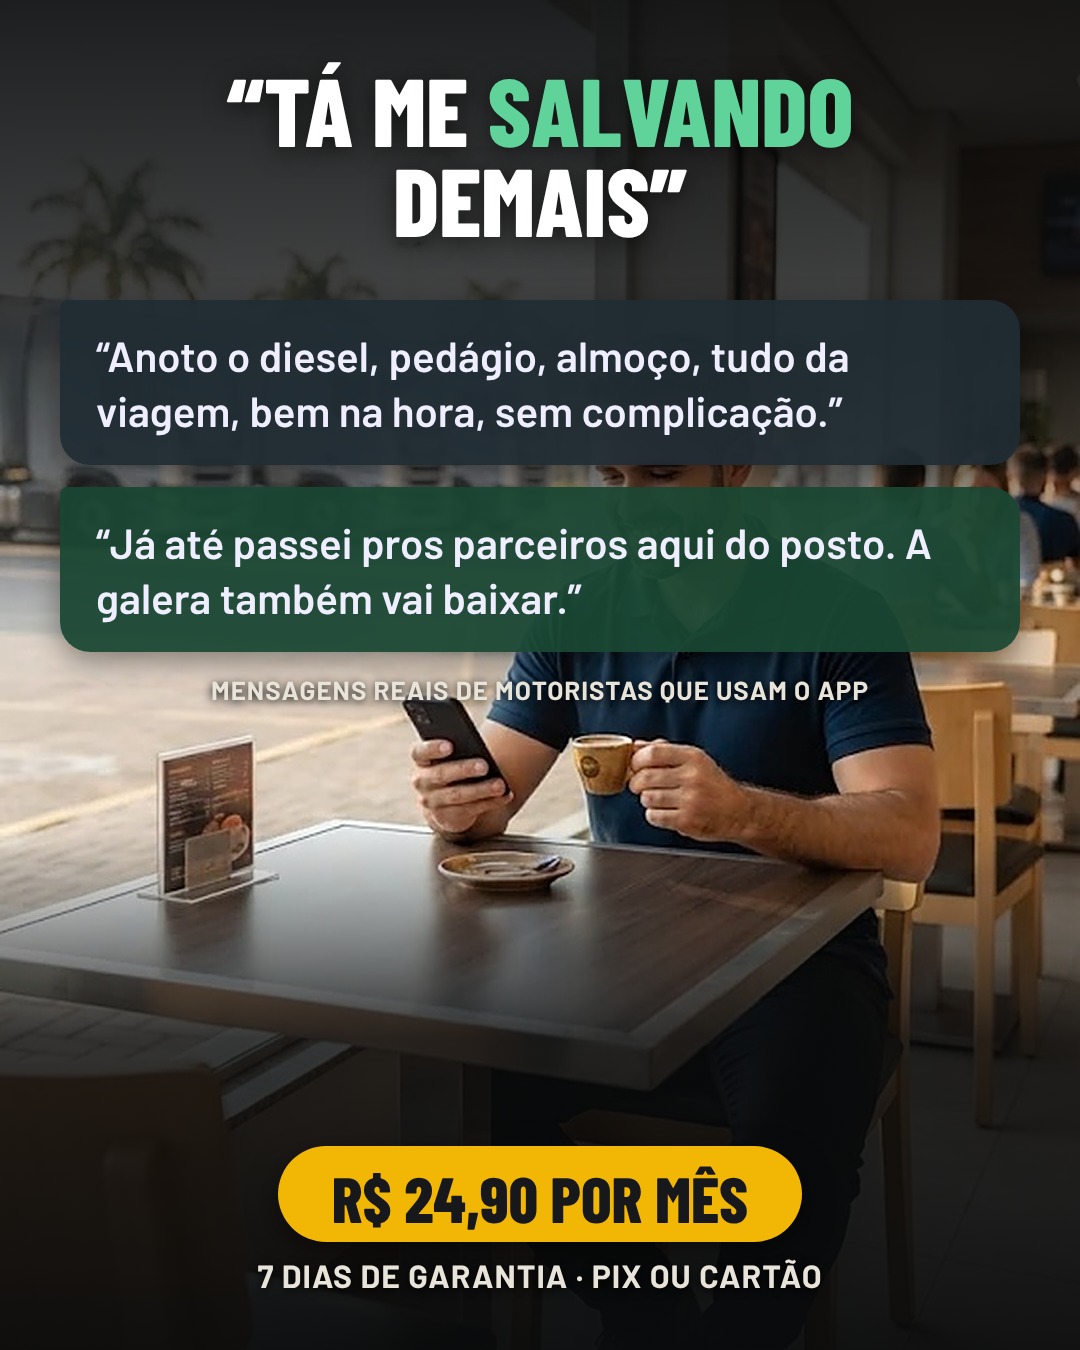 “TÁ ME SALVANDO
DEMAIS”
“Anoto o diesel, pedágio, almoço, tudo da
viagem, bem na hora, sem complicação.”
“Já até passei pros parceiros aqui do posto. A
galera também vai baixar.”
MENSAGENS REAIS DE MOTORISTAS QUE USAM O APP
R$ 24,90 POR MÊS
7 DIAS DE GARANTIA · PIX OU CARTÃO